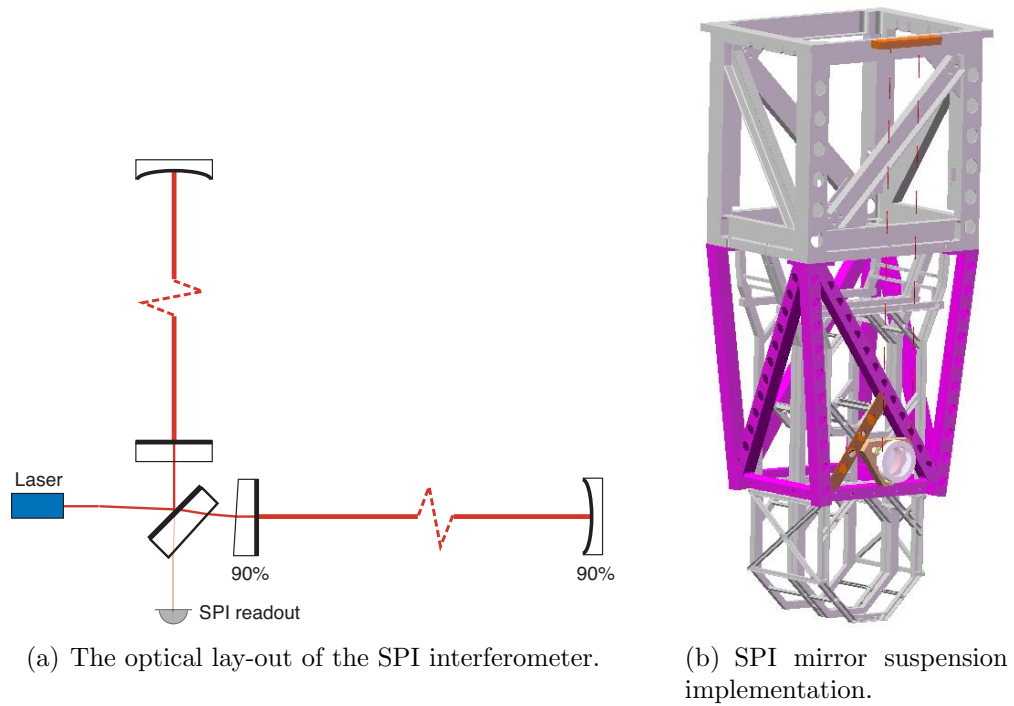 Laser
90%
90%
SPI readout
(a) The optical lay-out of the SPI interferometer.
(b) SPI mirror suspension
implementation.